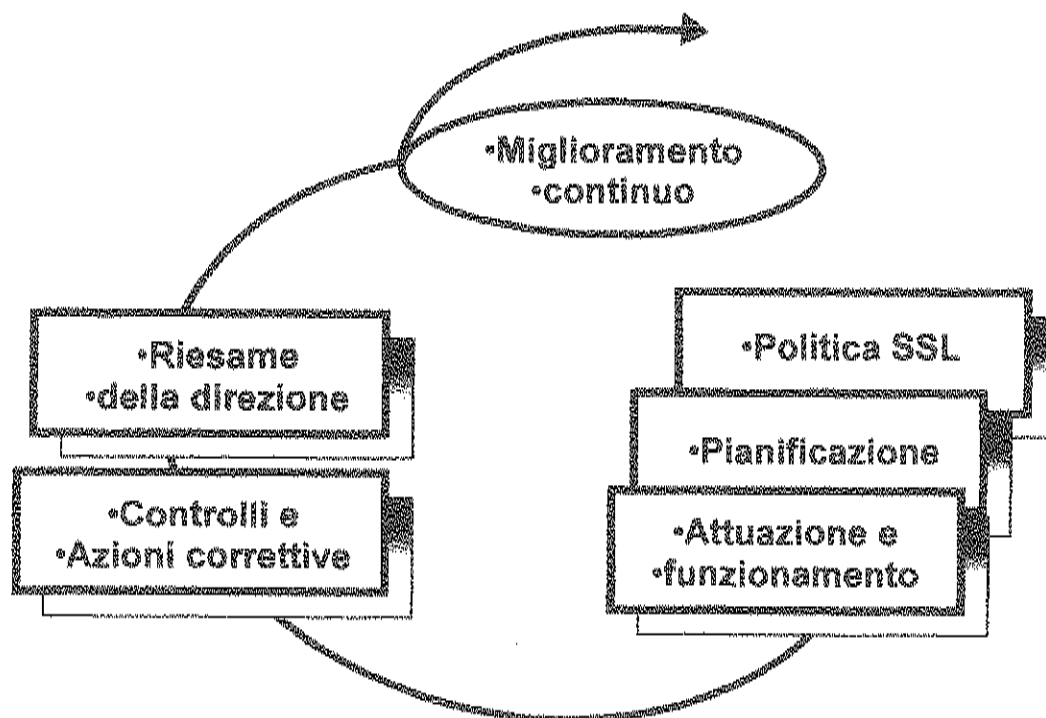 •Miglioramento
•continuo
•Riesame
•della direzione
•Politica SSL
•Pianificazione
•Controlli e
•Azioni correttive
•Attuazione e
•funzionamento